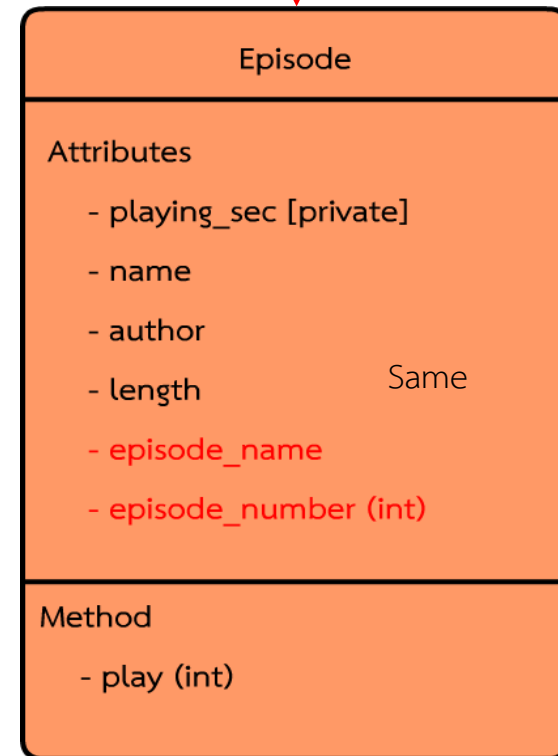 Episode
Attributes
- playing_sec [private]
- name
- author
- length
Same
- episode_name
- episode_number (int)
Method
- play (int)